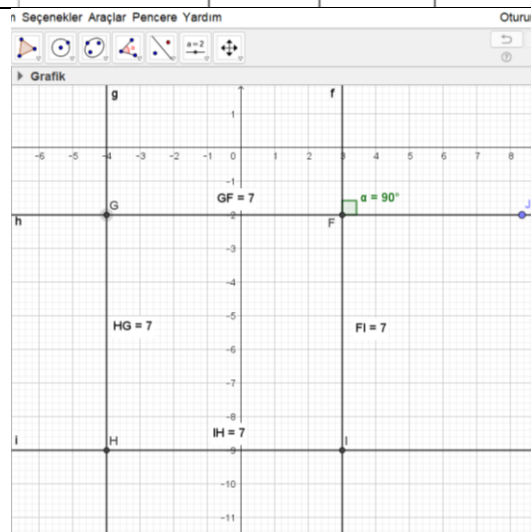 ı Seçenekler Araçlar Pencere Yardım Oturu
a=2
Grafik
g f
1
-6 -5 -4 -3 -2 -1 0 1 2 3 4 5 6 7 8
-1
G GF = 7 α = 90°
-2
h F J
-3
-4
-5
HG = 7 FI = 7
-6
-7
-8
IH = 7
i H I
-9
-10
-11